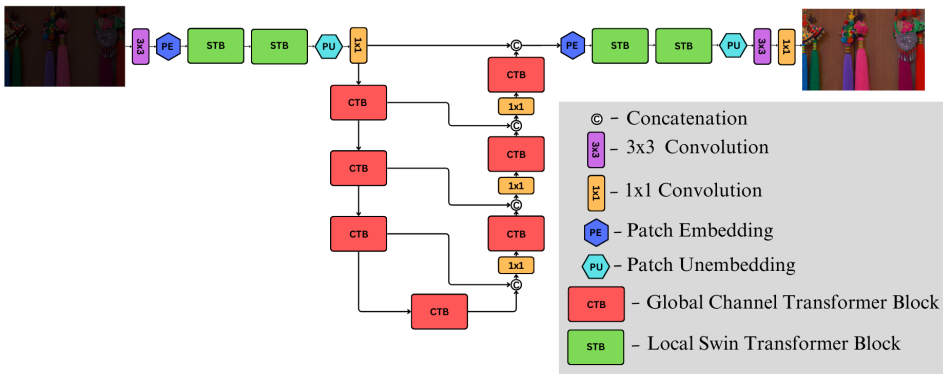 3x3 PE STB STB PU 1x1 © PE STB STB PU 3x3 1x1
CTB
1x1
CTB ©
CTB
1x1
CTB ©
CTB
1x1
CTB ©
CTB
© - Concatenation
3x3 - 3x3 Convolution
1x1 - 1x1 Convolution
PE - Patch Embedding
PU - Patch Unembedding
CTB - Global Channel Transformer Block
STB - Local Swin Transformer Block